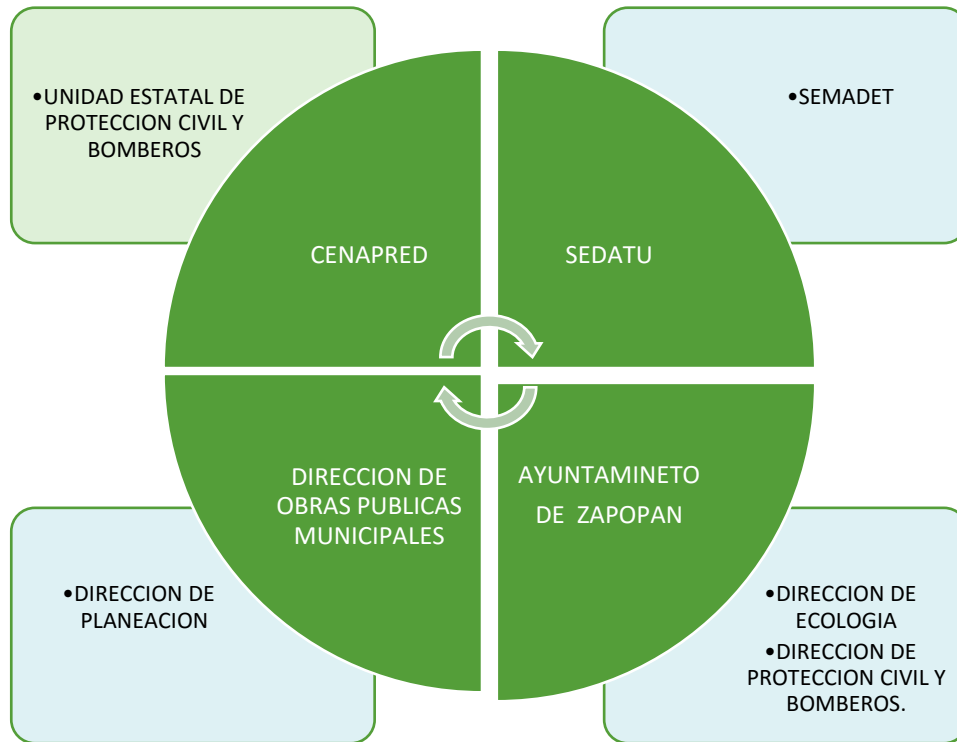 •UNIDAD ESTATAL DE
PROTECCION CIVIL Y
BOMBEROS
•SEMADET
CENAPRED
SEDATU
DIRECCION DE
OBRAS PUBLICAS
MUNICIPALES
AYUNTAMINETO
DE ZAPOPAN
•DIRECCION DE
PLANEACION
•DIRECCION DE
ECOLOGIA
•DIRECCION DE
PROTECCION CIVIL Y
BOMBEROS.